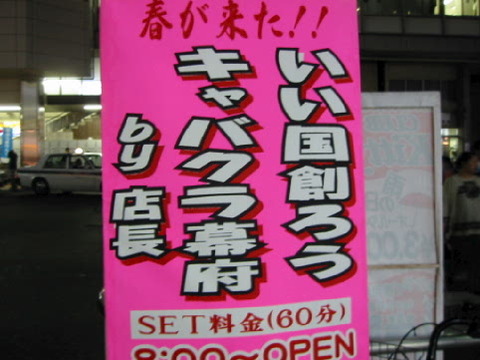 春が来た!!
いい国創ろう
キャバクラ幕府
by 店長
SET料金(60分)
8:00〜OPEN